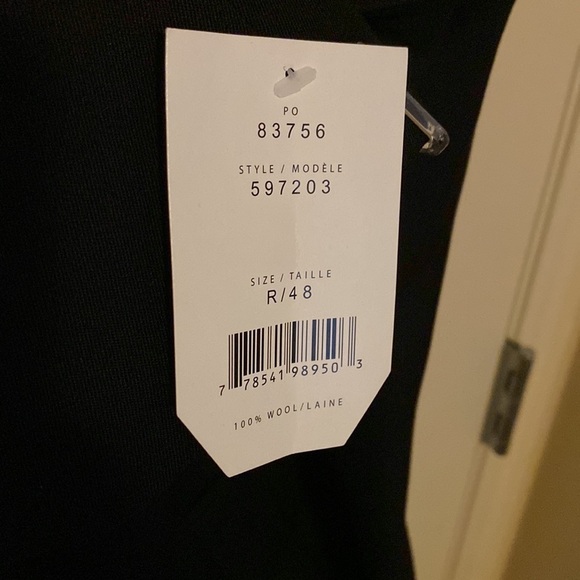 PO
83756
STYLE / MODÈLE
597203
SIZE / TAILLE
R/48
7 78541 98950 3
100% WOOL/LAINE